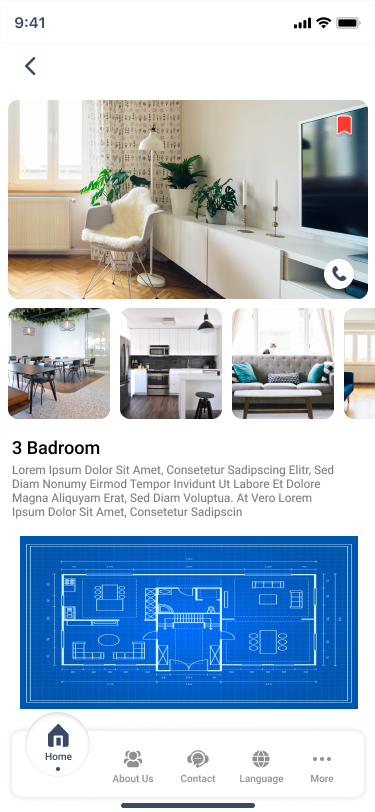 9:41
3 Badroom
Lorem Ipsum Dolor Sit Amet, Consetetur Sadipscing Elitr, Sed
Diam Nonumy Eirmod Tempor Invidunt Ut Labore Et Dolore
Magna Aliquyam Erat, Sed Diam Voluptua. At Vero Lorem
Ipsum Dolor Sit Amet, Consetetur Sadipscin
Home
About Us
Contact
Language
More